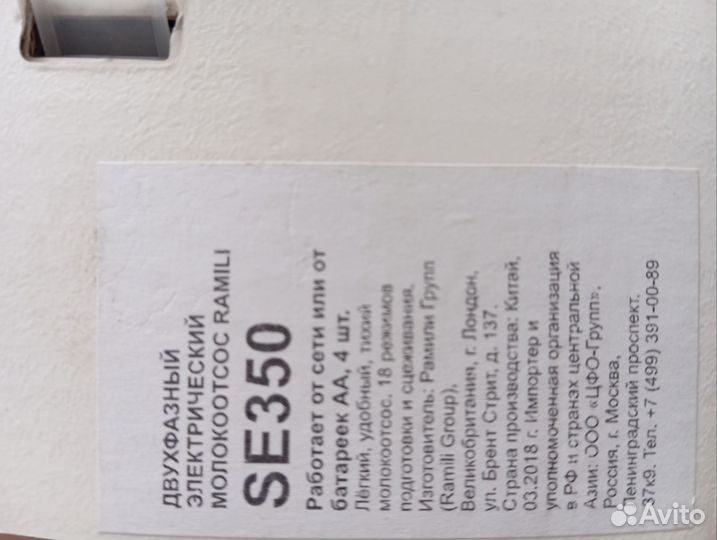 ДВУХФАЗНЫЙ
ЭЛЕКТРИЧЕСКИЙ
МОЛОКООТСОС RAMILI
SE350
Работает от сети или от
батареек АА, 4 шт.
Лёгкий, удобный, тихий
молокоотсос. 18 режимов
подготовки и сцеживания.
Изготовитель: Рамили Групп
(Ramili Group),
Великобритания, г. Лондон,
ул. Брент Стрит, д. 137.
Страна производства: Китай,
03.2018 г. Импортер и
уполномоченная организация
в РФ и странах центральной
Азии: ООО «ЦФО-Групп».
Россия, г. Москва,
Ленинградский проспект,
37к9. Тел. +7 (499) 391-00-89
Avito